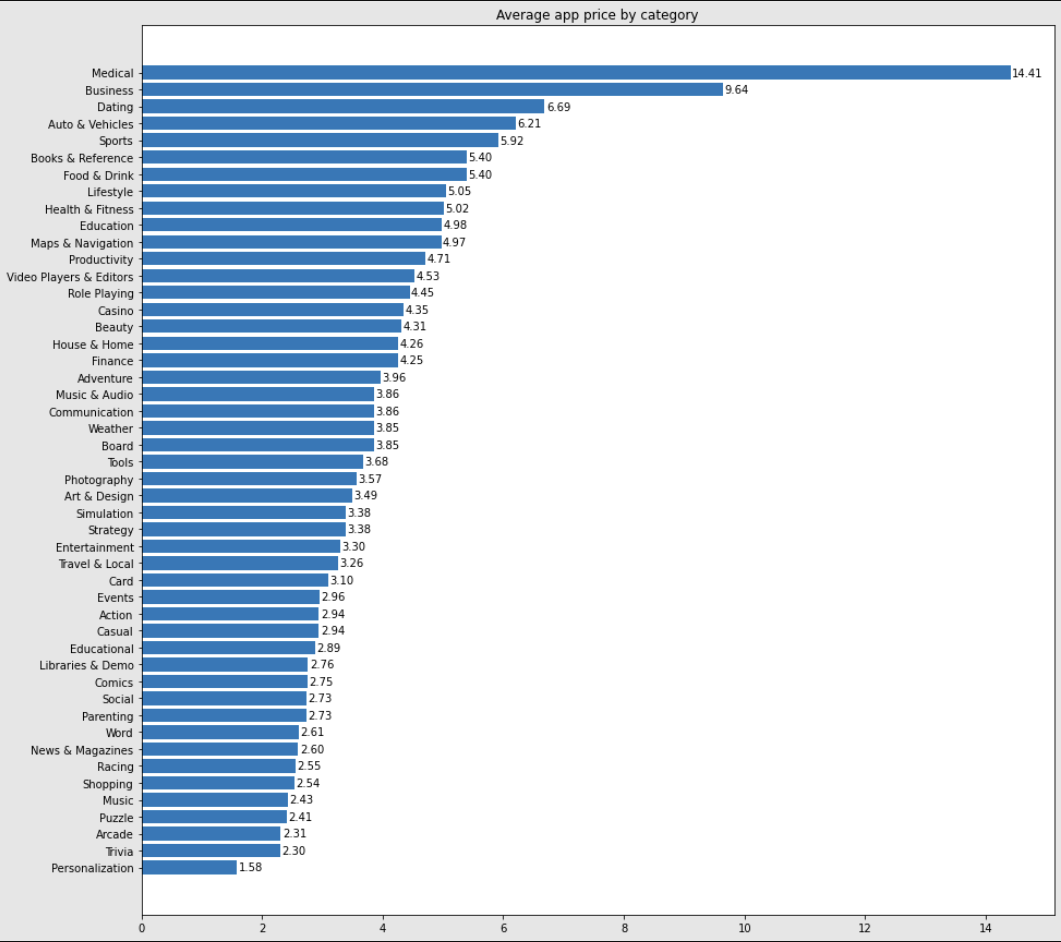 Average app price by category
Medical 14.41
Business 9.64
Dating 6.69
Auto & Vehicles 6.21
Sports 5.92
Books & Reference 5.40
Food & Drink 5.40
Lifestyle 5.05
Health & Fitness 5.02
Education 4.98
Maps & Navigation 4.97
Productivity 4.71
Video Players & Editors 4.53
Role Playing 4.45
Casino 4.35
Beauty 4.31
House & Home 4.26
Finance 4.25
Adventure 3.96
Music & Audio 3.86
Communication 3.86
Weather 3.85
Board 3.85
Tools 3.68
Photography 3.57
Art & Design 3.49
Simulation 3.38
Strategy 3.38
Entertainment 3.30
Travel & Local 3.26
Card 3.10
Events 2.96
Action 2.94
Casual 2.94
Educational 2.89
Libraries & Demo 2.76
Comics 2.75
Social 2.73
Parenting 2.73
Word 2.61
News & Magazines 2.60
Racing 2.55
Shopping 2.54
Music 2.43
Puzzle 2.41
Arcade 2.31
Trivia 2.30
Personalization 1.58
0 2 4 6 8 10 12 14